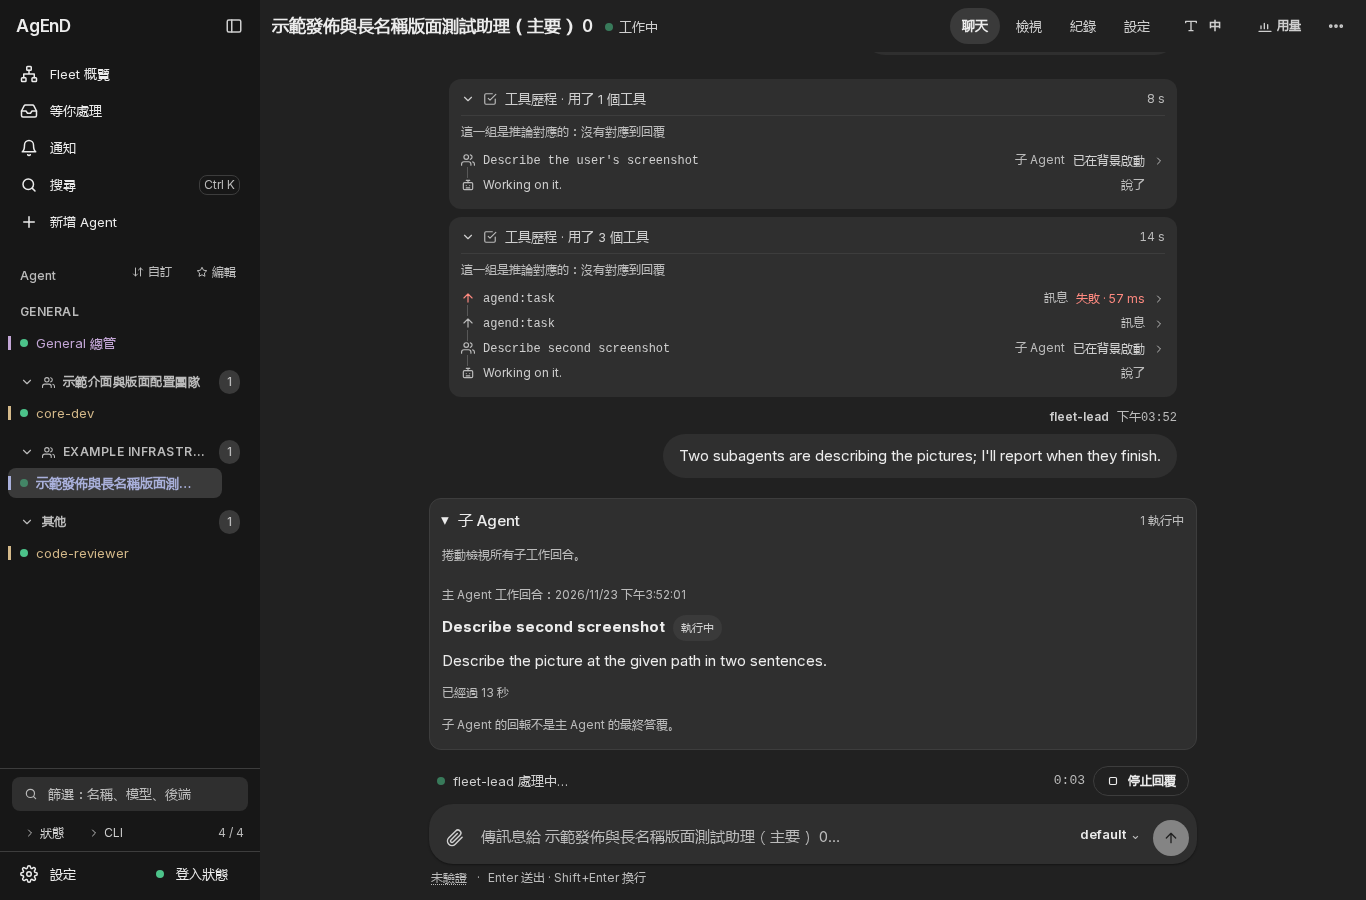 AgEnD
Fleet 概覽
等你處理
通知
搜尋 Ctrl K
新增 Agent
Agent 自訂 編輯
GENERAL
General 總管
示範介面與版面配置團隊 1
core-dev
EXAMPLE INFRASTR… 1
示範發佈與長名稱版面測…
其他 1
code-reviewer
篩選：名稱、模型、後端
狀態 CLI 4 / 4
設定 登入狀態
示範發佈與長名稱版面測試助理（主要）0 工作中
聊天 檢視 紀錄 設定 中 用量
工具歷程 · 用了 1 個工具 8 s
這一組是推論對應的：沒有對應到回覆
Describe the user's screenshot 子 Agent 已在背景啟動
Working on it. 說了
工具歷程 · 用了 3 個工具 14 s
這一組是推論對應的：沒有對應到回覆
agend:task 訊息 失敗 · 57 ms
agend:task 訊息
Describe second screenshot 子 Agent 已在背景啟動
Working on it. 說了
fleet-lead 下午03:52
Two subagents are describing the pictures; I'll report when they finish.
子 Agent 1 執行中
捲動檢視所有子工作回合。
主 Agent 工作回合：2026/11/23 下午3:52:01
Describe second screenshot 執行中
Describe the picture at the given path in two sentences.
已經過 13 秒
子 Agent 的回報不是主 Agent 的最終答覆。
fleet-lead 處理中… 0:03 停止回覆
傳訊息給 示範發佈與長名稱版面測試助理（主要）0… default
未驗證 · Enter 送出 · Shift+Enter 換行